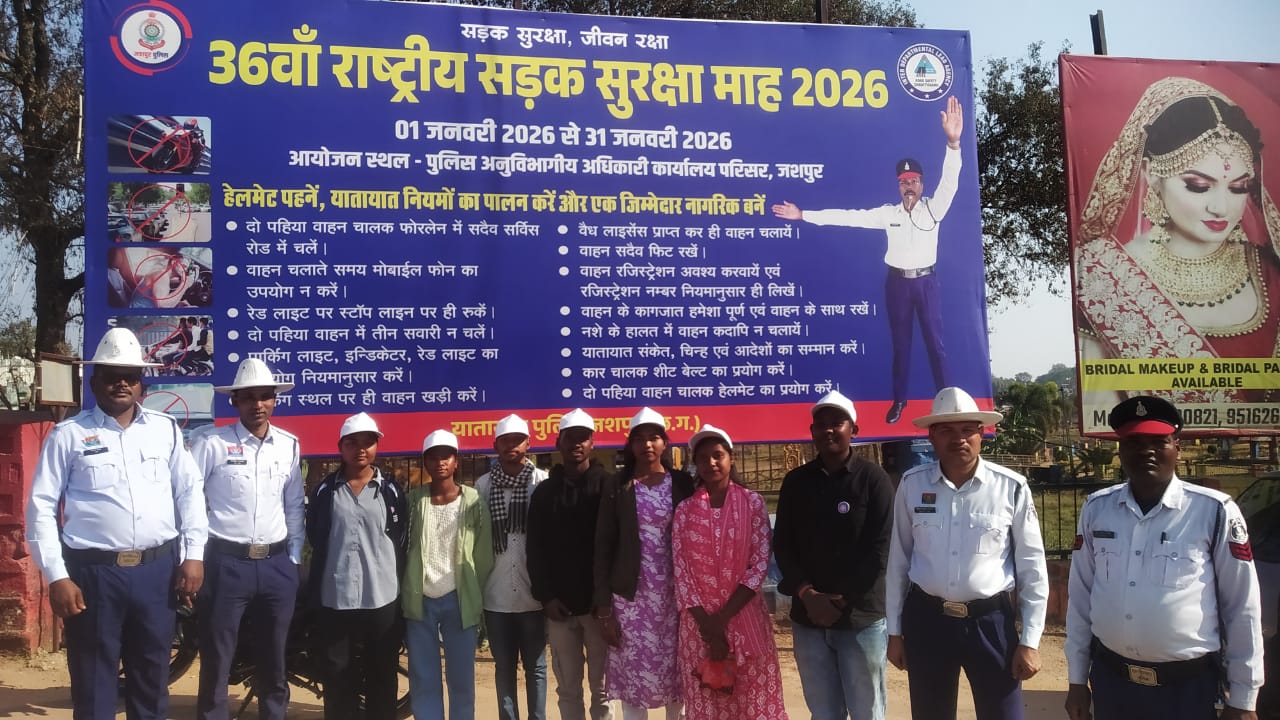 सड़क सुरक्षा, जीवन रक्षा
36वाँ राष्ट्रीय सड़क सुरक्षा माह 2026
01 जनवरी 2026 से 31 जनवरी 2026
आयोजन स्थल - पुलिस अनुविभागीय अधिकारी कार्यालय परिसर, जशपुर
हेलमेट पहनें, यातायात नियमों का पालन करें और एक जिम्मेदार नागरिक बनें
जशपुर पुलिस
• दो पहिया वाहन चालक फोरलेन में सदैव सर्विस
रोड में चलें।
• वाहन चलाते समय मोबाईल फोन का
उपयोग न करें।
• रेड लाइट पर स्टॉप लाइन पर ही रुकें।
• दो पहिया वाहन में तीन सवारी न चलें।
• पार्किंग लाइट, इन्डिकेटर, रेड लाइट का
नियमानुसार करें।
स्थल पर ही वाहन खड़ी करें।
• वैध लाइसेंस प्राप्त कर ही वाहन चलायें।
• वाहन सदैव फिट रखें।
• वाहन रजिस्ट्रेशन अवश्य करवायें एवं
रजिस्ट्रेशन नम्बर नियमानुसार ही लिखें।
• वाहन के कागजात हमेशा पूर्ण एवं वाहन के साथ रखें।
• नशे के हालत में वाहन कदापि न चलायें।
• यातायात संकेत, चिन्ह एवं आदेशों का सम्मान करें।
• कार चालक शीट बेल्ट का प्रयोग करें।
• दो पहिया वाहन चालक हेलमेट का प्रयोग करें।
(छ.ग.)
BRIDAL MAKEUP & BRIDAL PA
AVAILABLE
0821, 951626